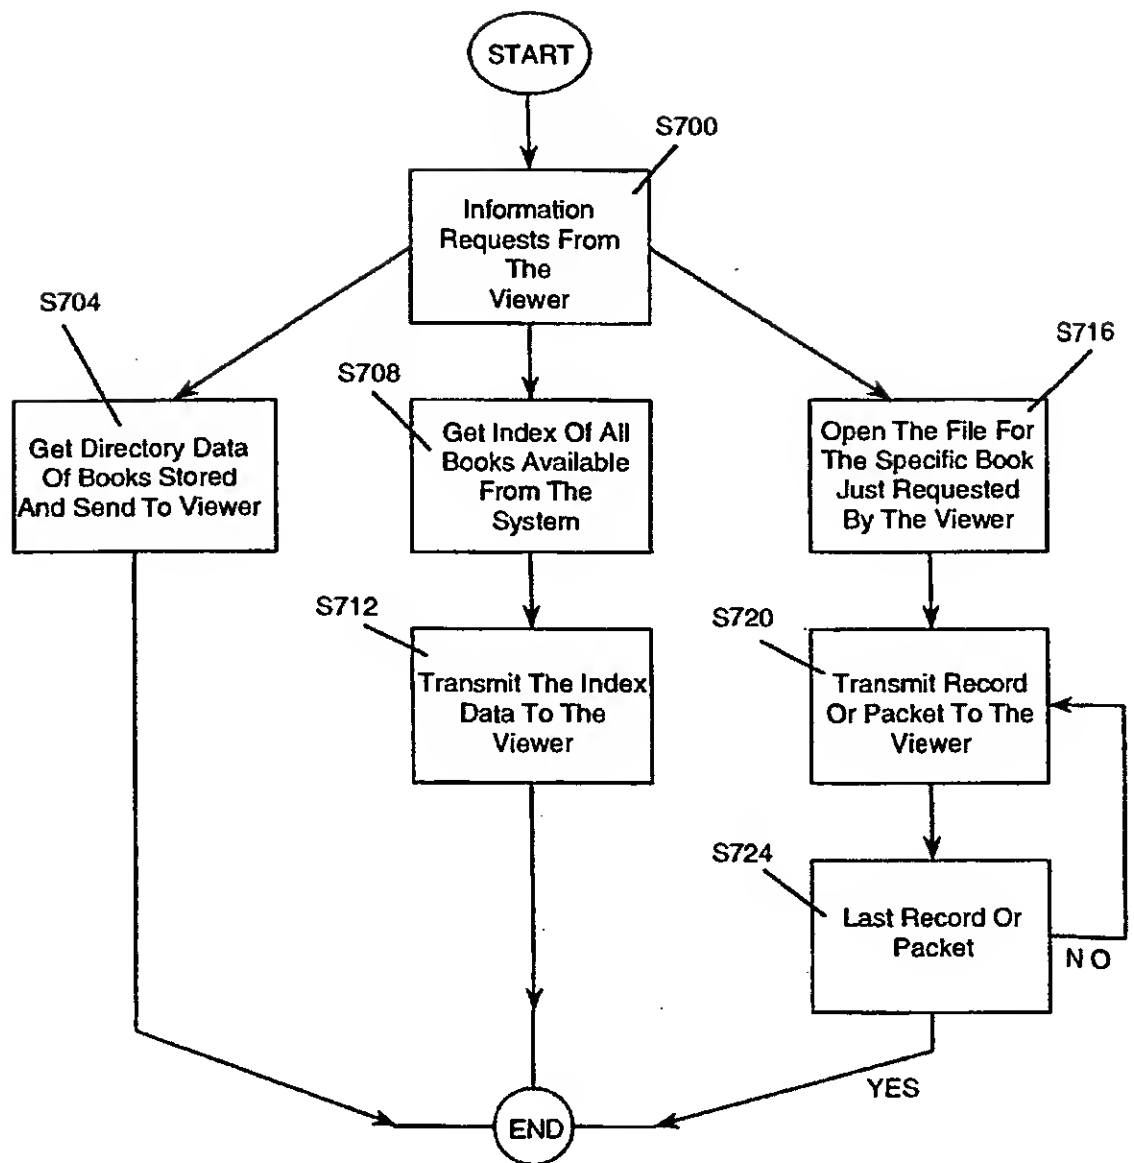 START
S700
Information
Requests From
The
Viewer
S704
Get Directory Data
Of Books Stored
And Send To Viewer
S708
Get Index Of All
Books Available
From The
System
S716
Open The File For
The Specific Book
Just Requested
By The Viewer
S712
Transmit The Index
Data To The
Viewer
S720
Transmit Record
Or Packet To The
Viewer
S724
Last Record Or
Packet
NO
YES
END